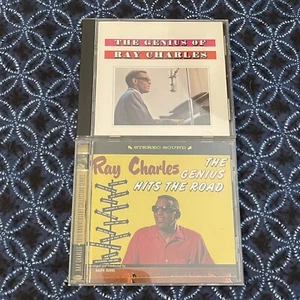 THE GENIUS OF
RAY CHARLES
STEREO SOUND
Ray Charles THE
GENIUS
HITS THE ROAD